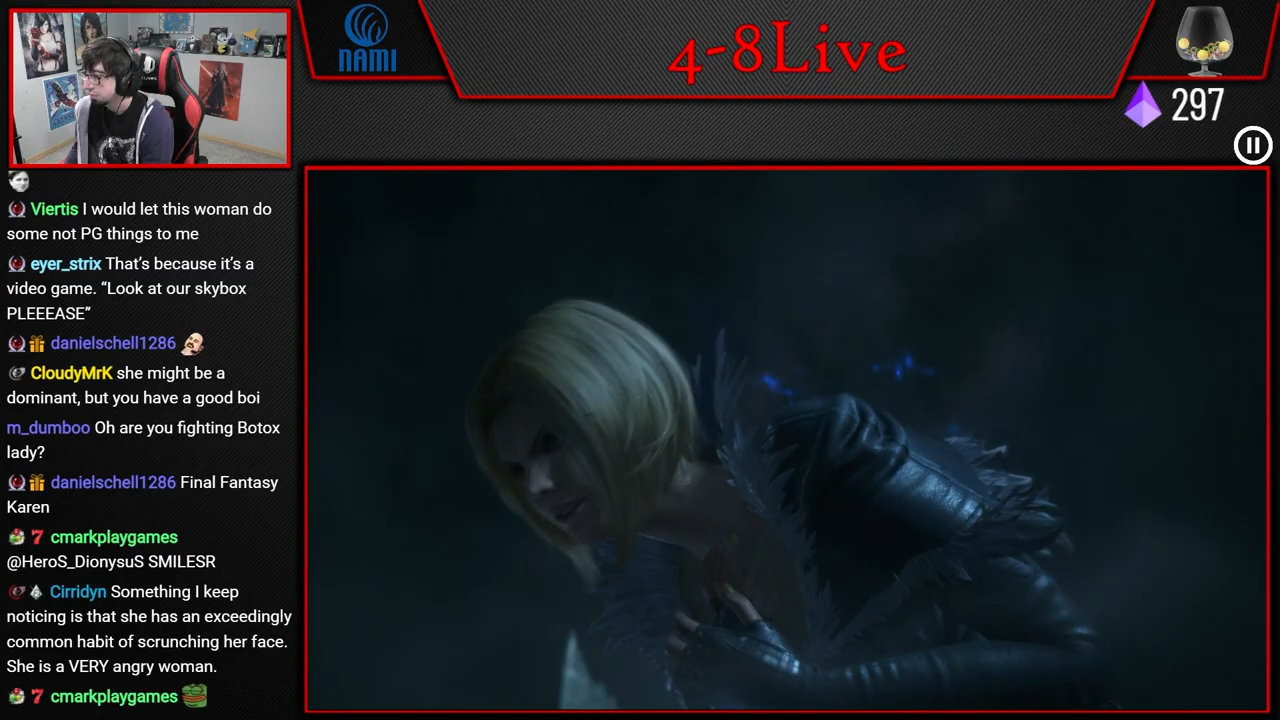 NAMI
4-8Live
297
Viertis I would let this woman do
some not PG things to me
eyer_strix That’s because it’s a
video game. “Look at our skybox
PLEEEASE”
danielschell1286
CloudyMrK she might be a
dominant, but you have a good boi
m_dumboo Oh are you fighting Botox
lady?
danielschell1286 Final Fantasy
Karen
7 cmarkplaygames
@HeroS_DionysuS SMILESR
Cirridyn Something I keep
noticing is that she has an exceedingly
common habit of scrunching her face.
She is a VERY angry woman.
7 cmarkplaygames